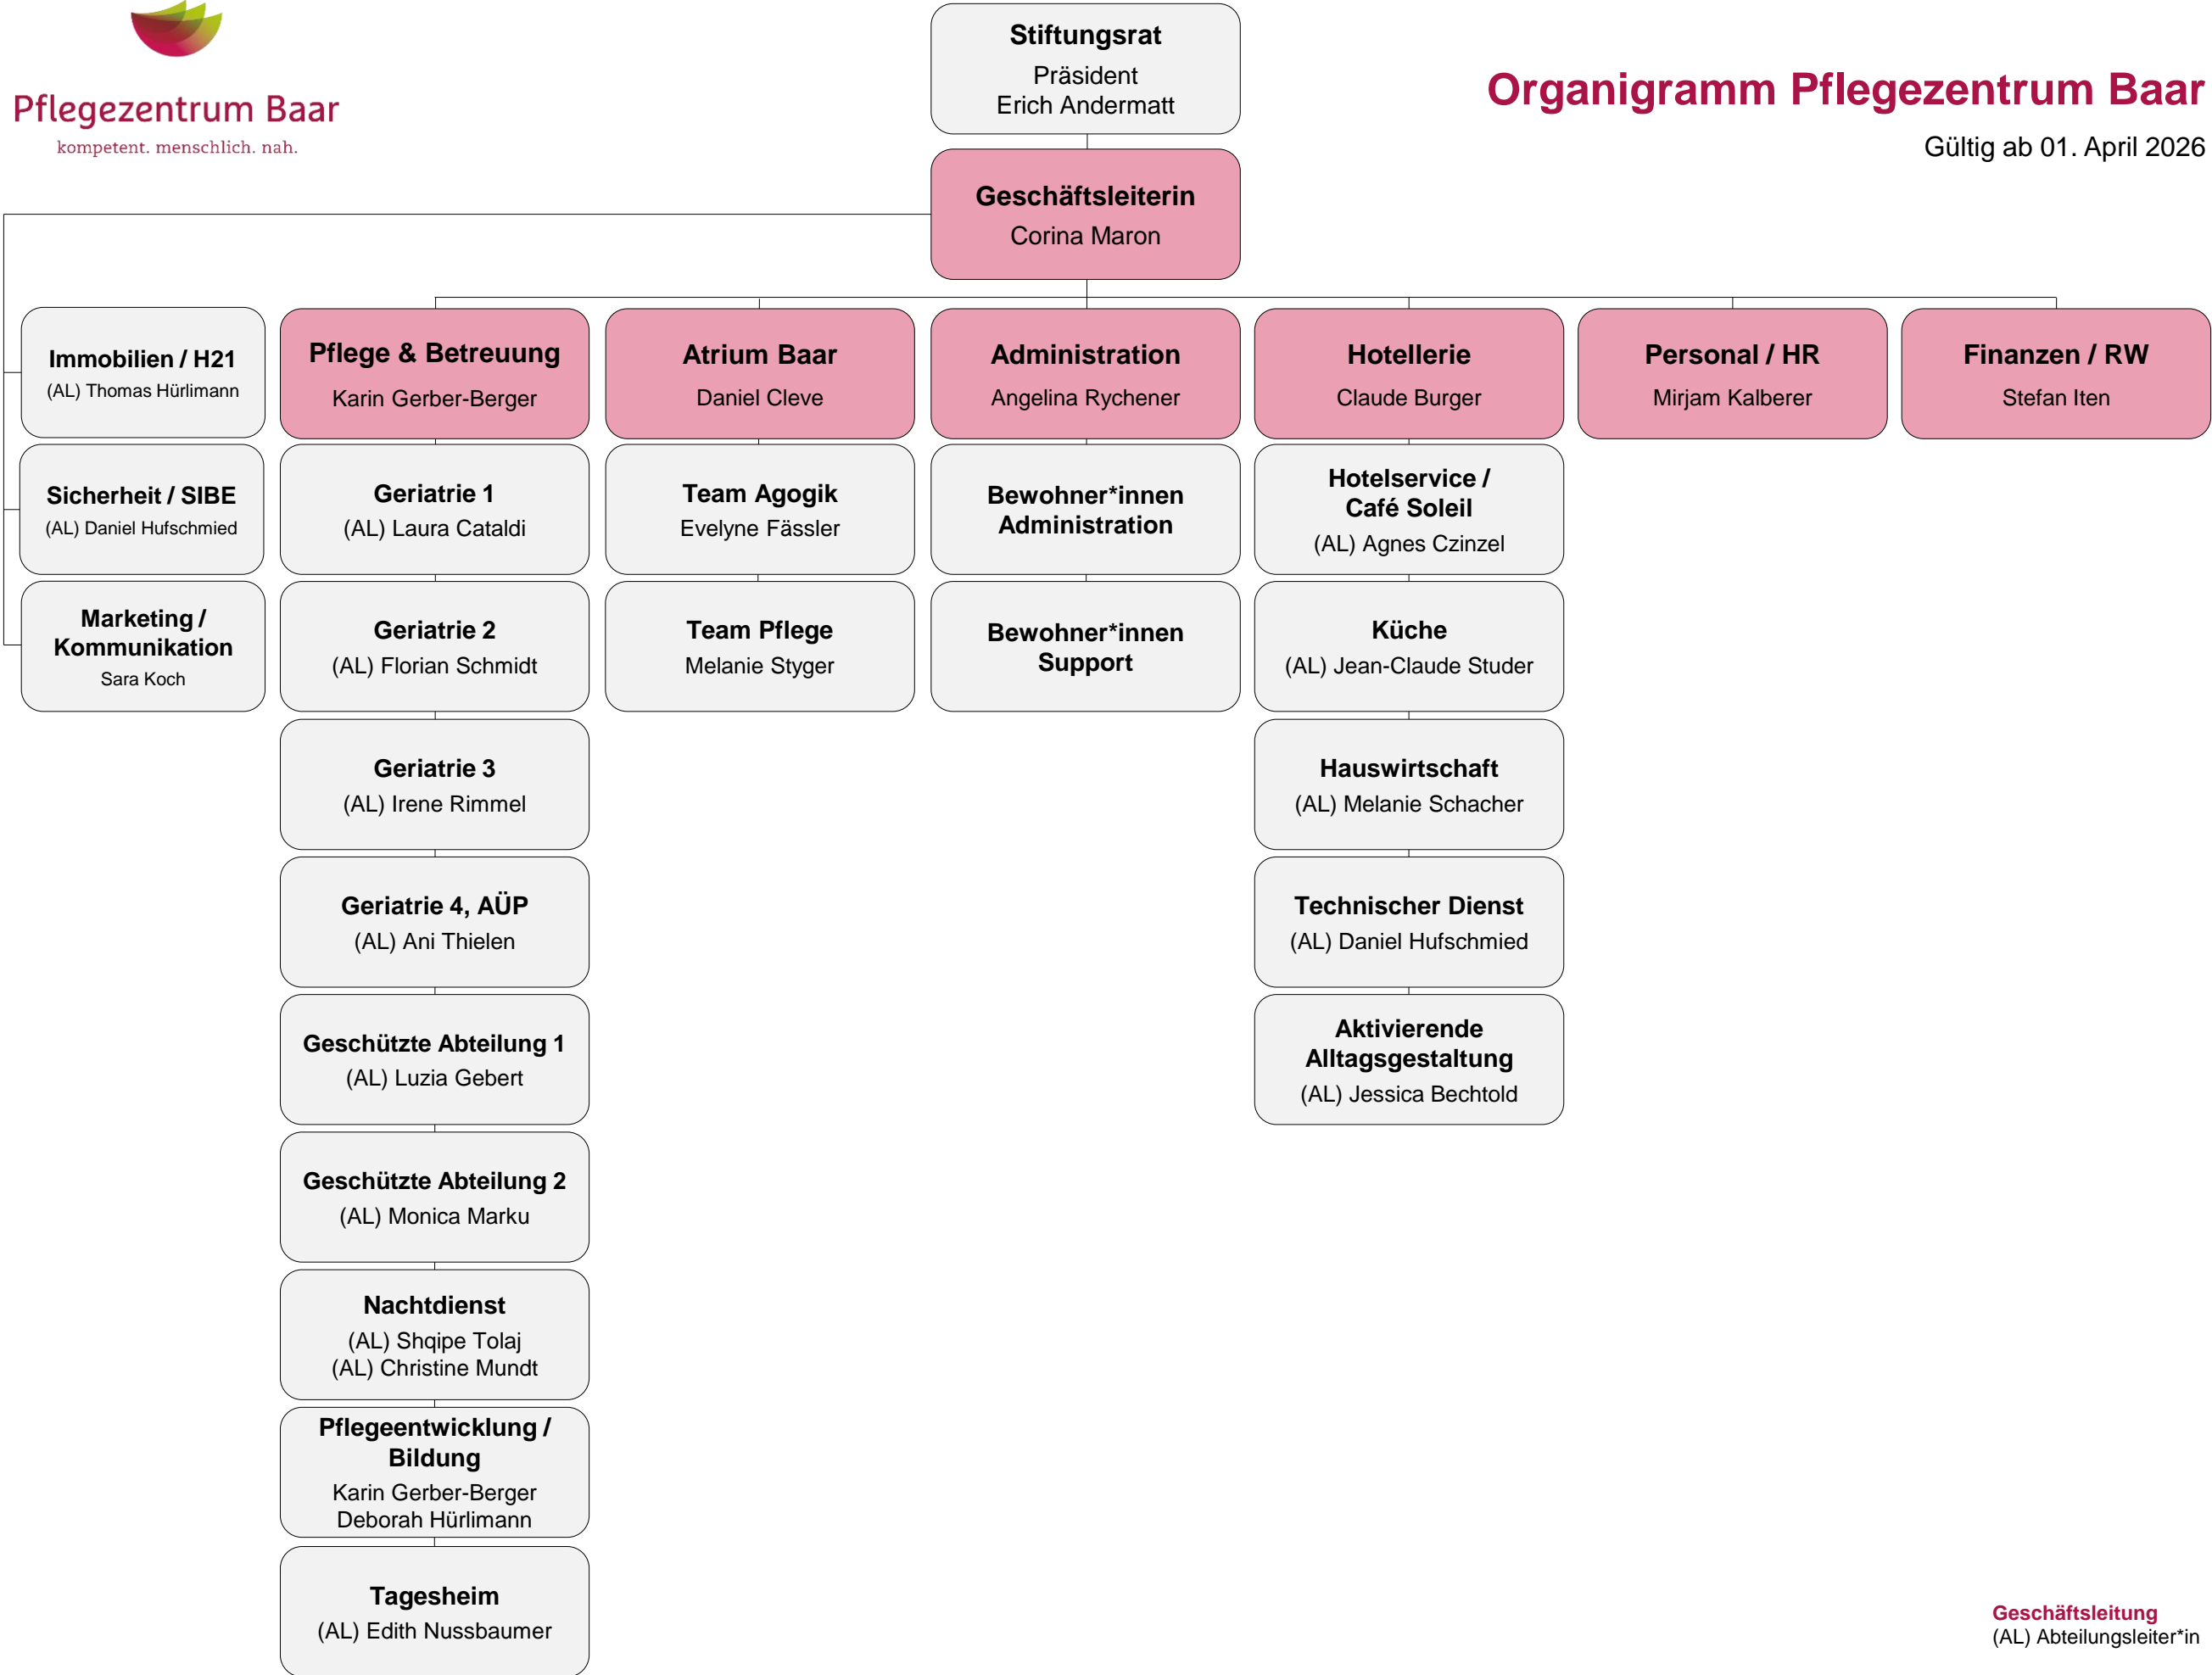 Pflegezentrum Baar
kompetent. menschlich. nah.
Stiftungsrat
Präsident
Erich Andermatt
Organigramm Pflegezentrum Baar
Gültig ab 01. April 2026
Geschäftsleiterin
Corina Maron
Immobilien / H21
(AL) Thomas Hürlimann
Sicherheit / SIBE
(AL) Daniel Hufschmied
Marketing /
Kommunikation
Sara Koch
Pflege & Betreuung
Karin Gerber-Berger
Geriatrie 1
(AL) Laura Cataldi
Geriatrie 2
(AL) Florian Schmidt
Geriatrie 3
(AL) Irene Rimmel
Geriatrie 4, AÜP
(AL) Ani Thielen
Geschützte Abteilung 1
(AL) Luzia Gebert
Geschützte Abteilung 2
(AL) Monica Marku
Nachtdienst
(AL) Shqipe Tolaj
(AL) Christine Mundt
Pflegeentwicklung /
Bildung
Karin Gerber-Berger
Deborah Hürlimann
Tagesheim
(AL) Edith Nussbaumer
Atrium Baar
Daniel Cleve
Team Agogik
Evelyne Fässler
Team Pflege
Melanie Styger
Administration
Angelina Rychener
Bewohner*innen
Administration
Bewohner*innen
Support
Hotellerie
Claude Burger
Hotelservice /
Café Soleil
(AL) Agnes Czinzel
Küche
(AL) Jean-Claude Studer
Hauswirtschaft
(AL) Melanie Schacher
Technischer Dienst
(AL) Daniel Hufschmied
Aktivierende
Alltagsgestaltung
(AL) Jessica Bechtold
Personal / HR
Mirjam Kalberer
Finanzen / RW
Stefan Iten
Geschäftsleitung
(AL) Abteilungsleiter*in